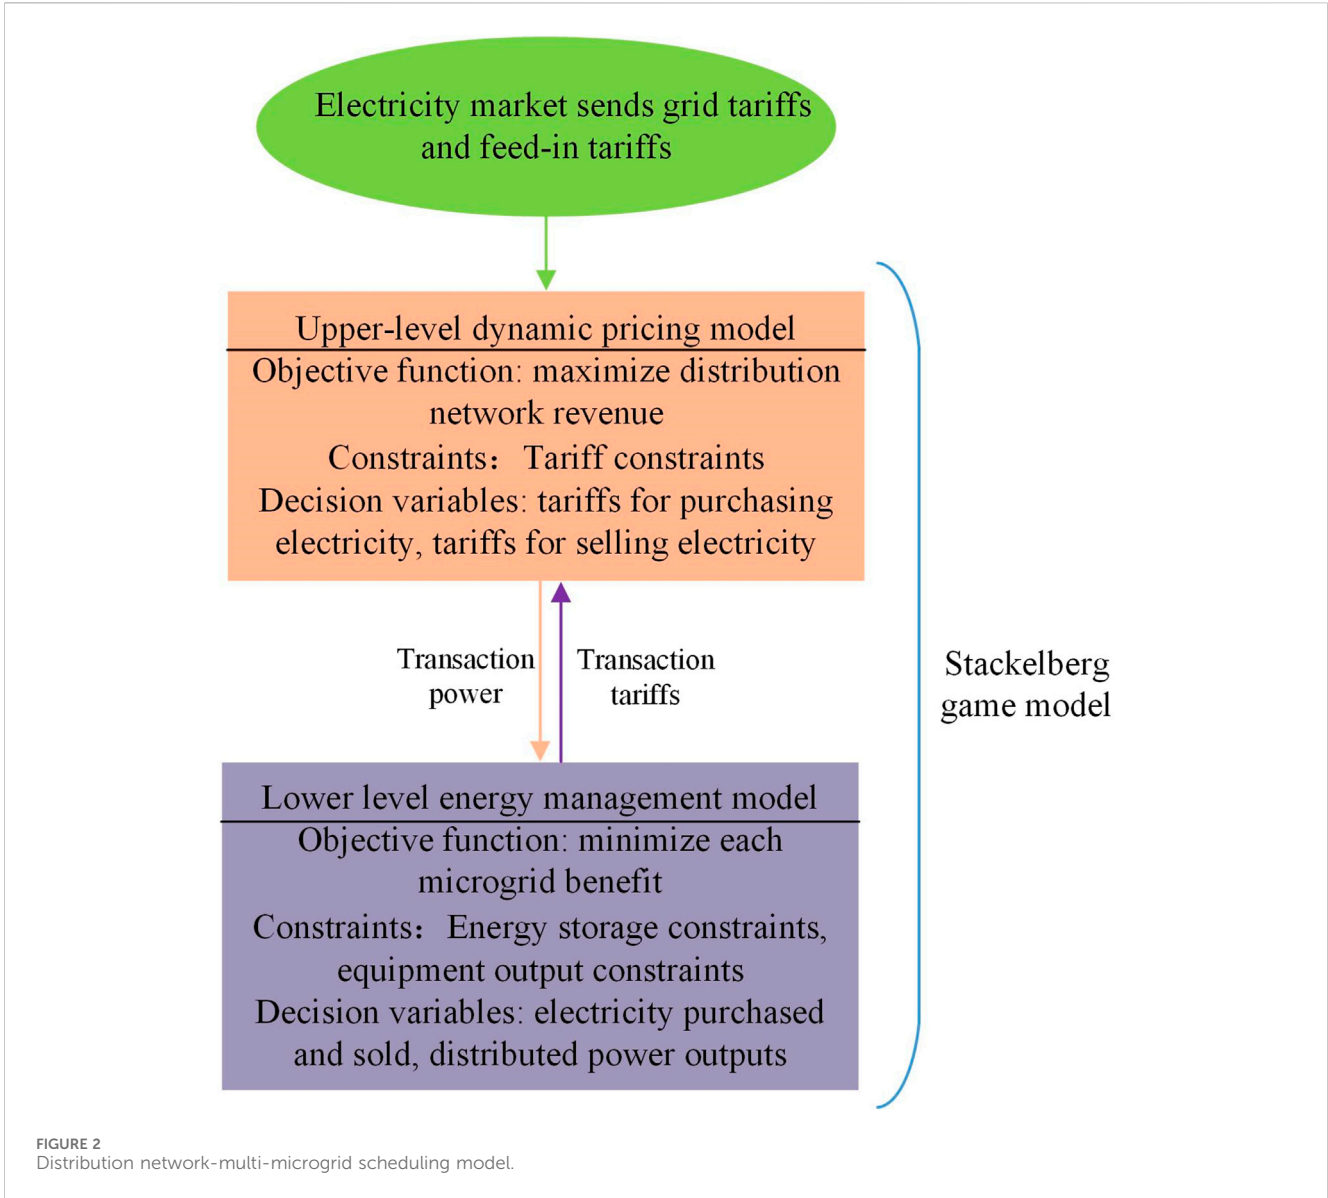 Electricity market sends grid tariffs
and feed-in tariffs
Upper-level dynamic pricing model
Objective function: maximize distribution
network revenue
Constraints： Tariff constraints
Decision variables: tariffs for purchasing
electricity, tariffs for selling electricity
Transaction
power
Transaction
tariffs
Stackelberg
game model
Lower level energy management model
Objective function: minimize each
microgrid benefit
Constraints： Energy storage constraints,
equipment output constraints
Decision variables: electricity purchased
and sold, distributed power outputs
FIGURE 2
Distribution network-multi-microgrid scheduling model.